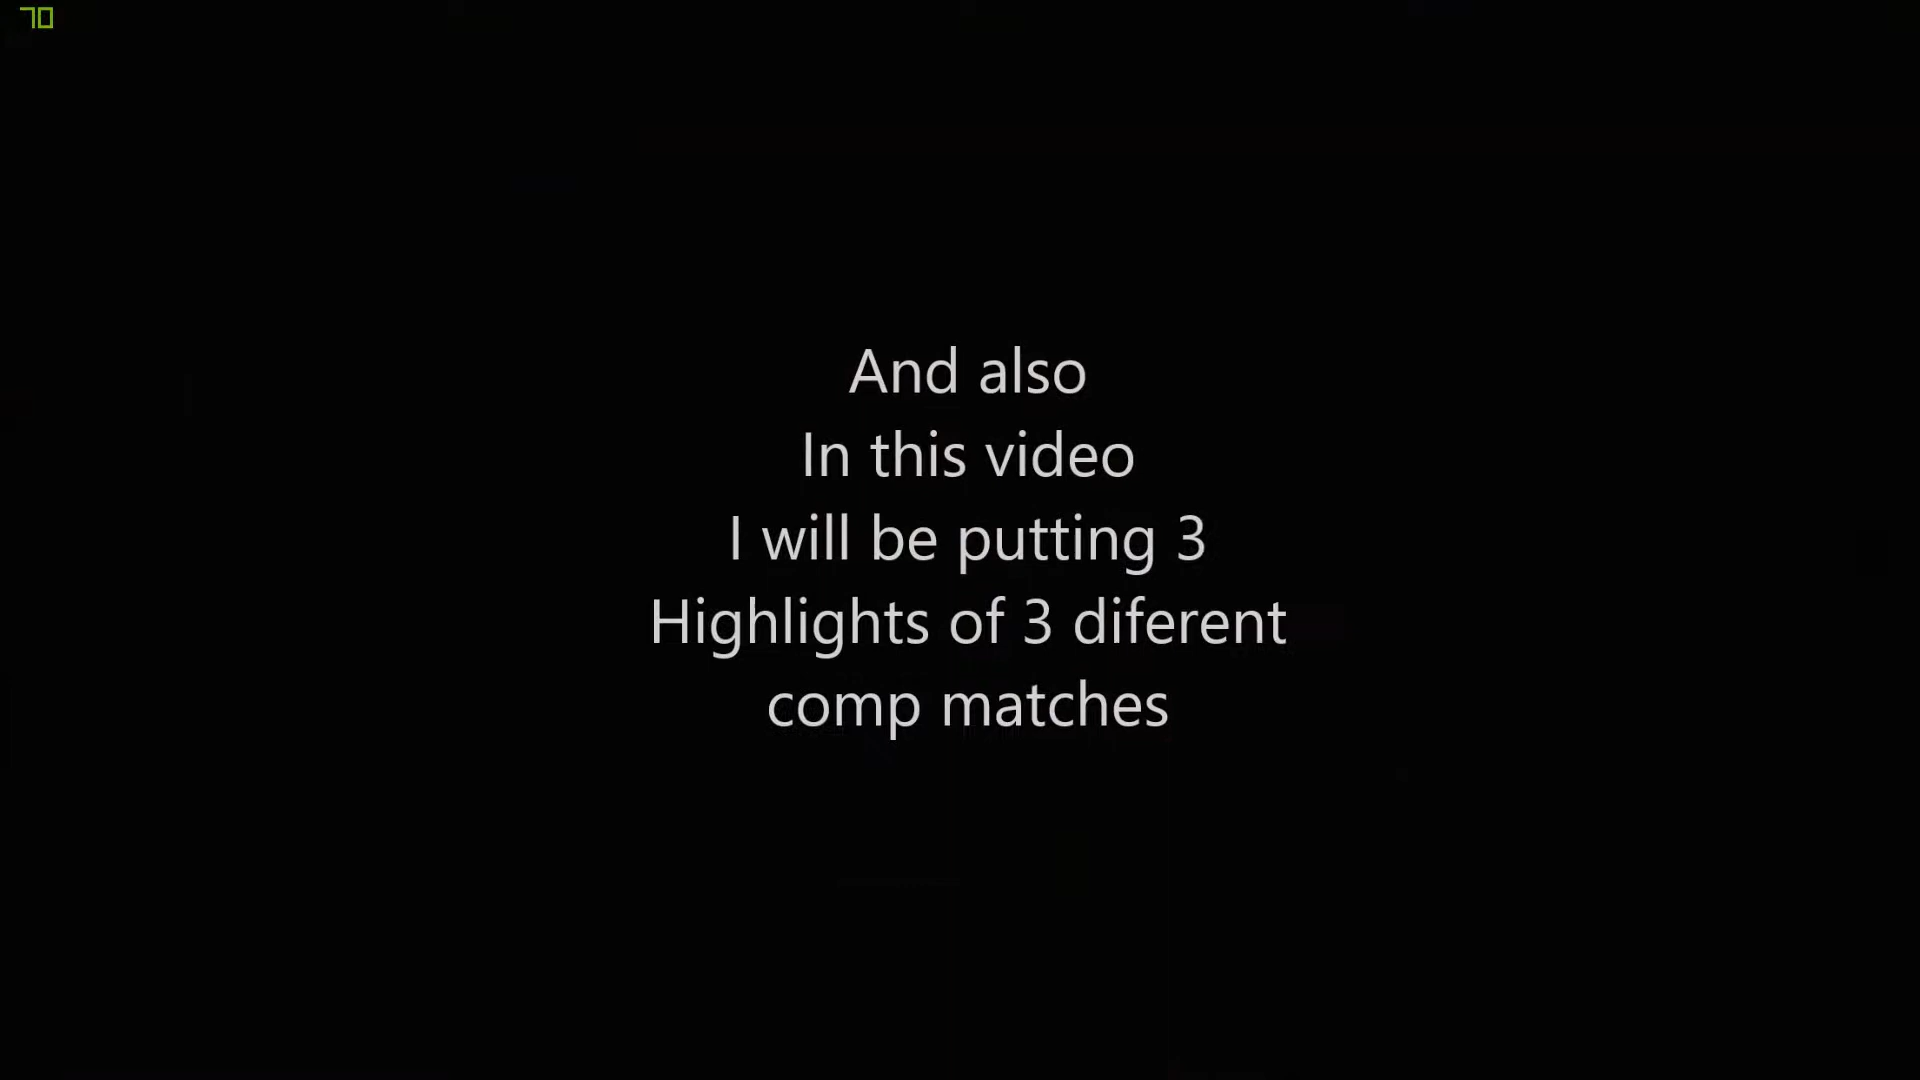 70
And also
In this video
I will be putting 3
Highlights of 3 diferent
comp matches